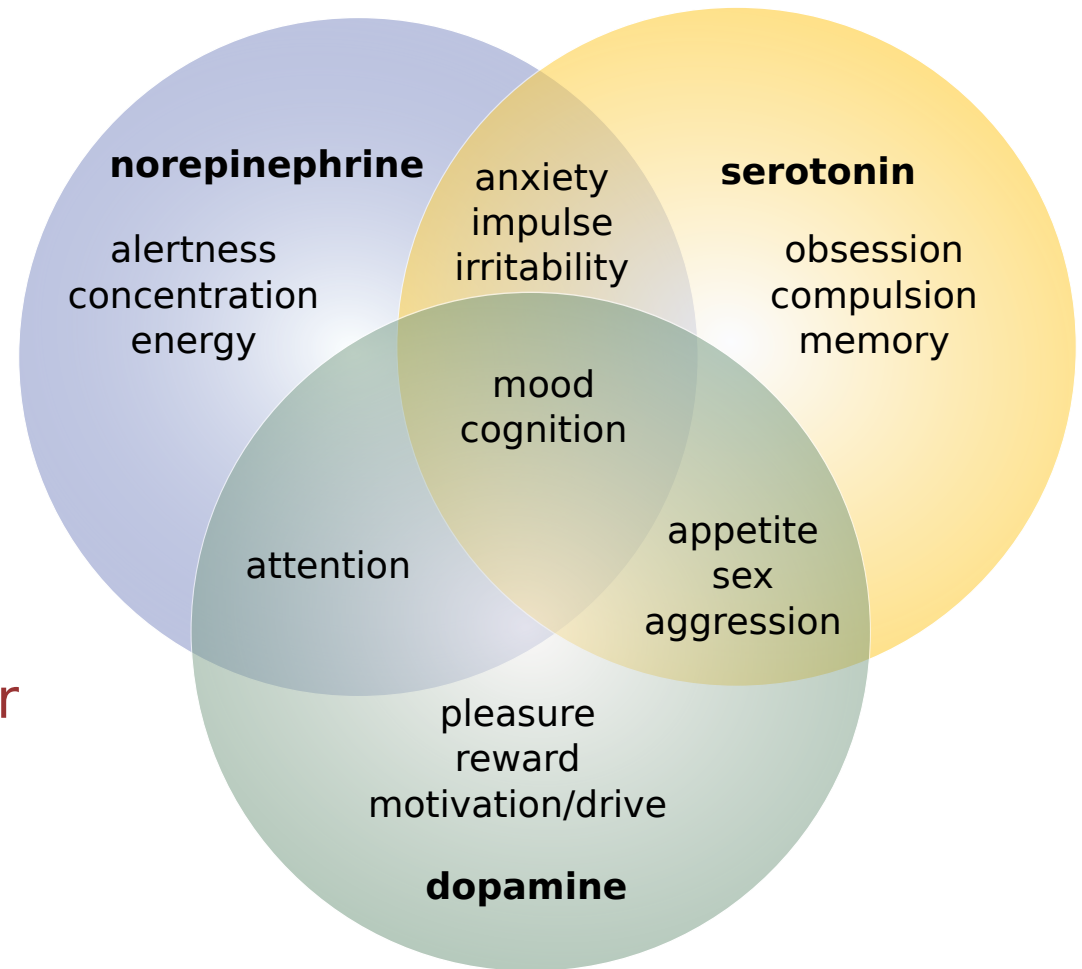 norepinephrine
alertness
concentration
energy
anxiety
impulse
irritability
serotonin
obsession
compulsion
memory
mood
cognition
attention
appetite
sex
aggression
r
pleasure
reward
motivation/drive
dopamine